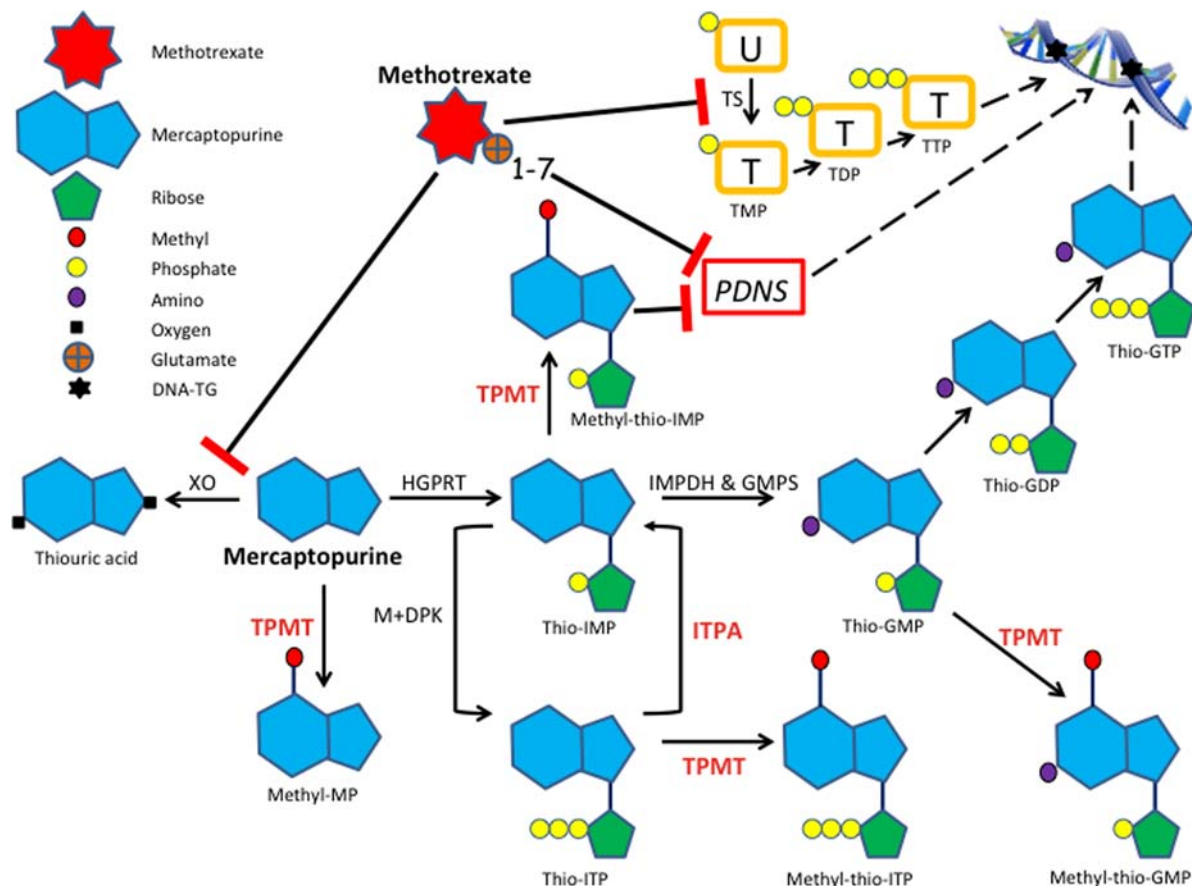 Methotrexate
Mercaptopurine
Ribose
Methyl
Phosphate
Amino
Oxygen
Glutamate
DNA-TG
Methotrexate
1-7
U
TS
T
TMP
T
TDP
T
TTP
PDNS
TPMT
Methyl-thio-IMP
Thio-GTP
Thio-GDP
XO
Thiouric acid
Mercaptopurine
HGPRT
Thio-IMP
IMPDH & GMPS
Thio-GMP
TPMT
Methyl-MP
M+DPK
ITPA
Thio-ITP
TPMT
Methyl-thio-ITP
TPMT
Methyl-thio-GMP